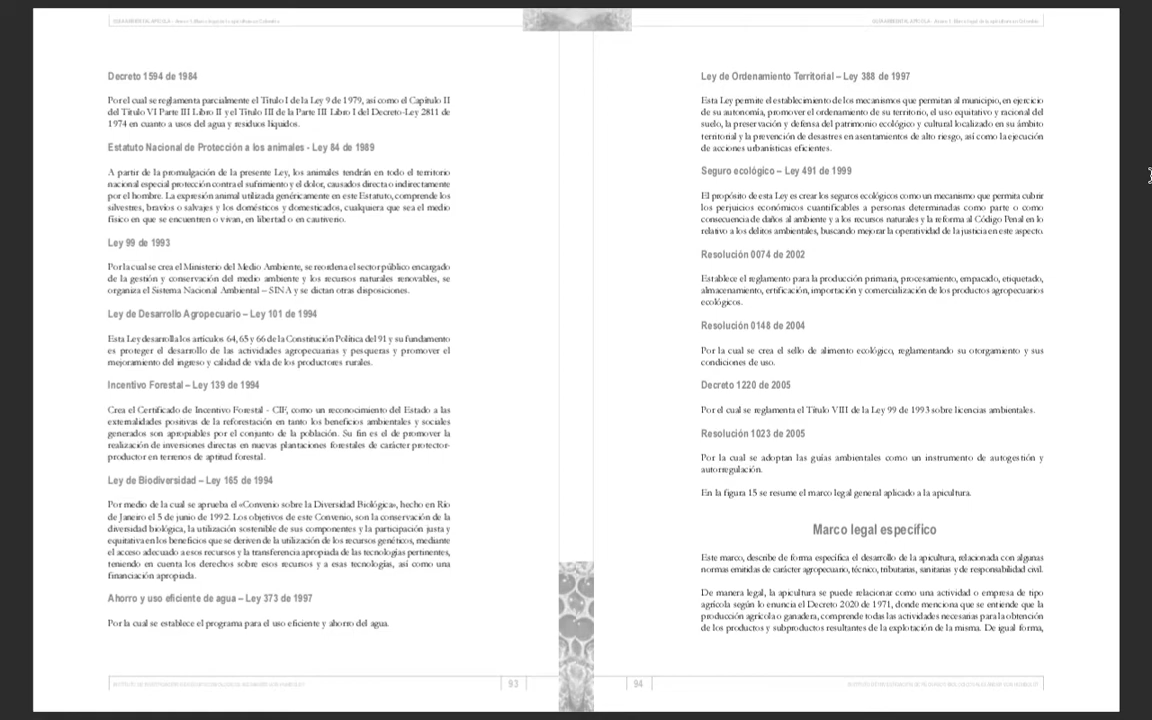 GUIA AMBIENTAL APICOLA - Anexo 1. Marco legal de la apicultura en Colombia
Decreto 1594 de 1984
Por el cual se reglamenta parcialmente el Título I de la Ley 9 de 1979, así como el Capítulo II
del Título VI Parte III Libro II y el Título III de la Parte III Libro I del Decreto-Ley 2811 de
1974 en cuanto a usos del agua y residuos líquidos.
Estatuto Nacional de Protección a los animales - Ley 84 de 1989
A partir de la promulgación de la presente Ley, los animales tendrán en todo el territorio
nacional especial protección contra el sufrimiento y el dolor, causados directa o indirectamente
por el hombre. La expresión animal utilizada genéricamente en este Estatuto, comprende los
silvestres, bravíos o salvajes y los domésticos y domesticados, cualquiera que sea el medio
físico en que se encuentren o vivan, en libertad o en cautiverio.
Ley 99 de 1993
Por la cual se crea el Ministerio del Medio Ambiente, se reordena el sector público encargado
de la gestión y conservación del medio ambiente y los recursos naturales renovables, se
organiza el Sistema Nacional Ambiental – SINA y se dictan otras disposiciones.
Ley de Desarrollo Agropecuario – Ley 101 de 1994
Esta Ley desarrolla los artículos 64, 65 y 66 de la Constitución Política del 91 y su fundamento
es proteger el desarrollo de las actividades agropecuarias y pesqueras y promover el
mejoramiento del ingreso y calidad de vida de los productores rurales.
Incentivo Forestal – Ley 139 de 1994
Crea el Certificado de Incentivo Forestal - CIF, como un reconocimiento del Estado a las
externalidades positivas de la reforestación en tanto los beneficios ambientales y sociales
generados son apropiables por el conjunto de la población. Su fin es el de promover la
realización de inversiones directas en nuevas plantaciones forestales de carácter protector-
productor en terrenos de aptitud forestal.
Ley de Biodiversidad – Ley 165 de 1994
Por medio de la cual se aprueba el «Convenio sobre la Diversidad Biológica», hecho en Río
de Janeiro el 5 de junio de 1992. Los objetivos de este Convenio, son la conservación de la
diversidad biológica, la utilización sostenible de sus componentes y la participación justa y
equitativa en los beneficios que se deriven de la utilización de los recursos genéticos, mediante
el acceso adecuado a esos recursos y la transferencia apropiada de las tecnologías pertinentes,
teniendo en cuenta los derechos sobre esos recursos y a esas tecnologías, así como una
financiación apropiada.
Ahorro y uso eficiente de agua – Ley 373 de 1997
Por la cual se establece el programa para el uso eficiente y ahorro del agua.
93
GUIA AMBIENTAL APICOLA - Anexo 1. Marco legal de la apicultura en Colombia
Ley de Ordenamiento Territorial – Ley 388 de 1997
Esta Ley permite el establecimiento de los mecanismos que permitan al municipio, en ejercicio
de su autonomía, promover el ordenamiento de su territorio, el uso equitativo y racional del
suelo, la preservación y defensa del patrimonio ecológico y cultural localizado en su ámbito
territorial y la prevención de desastres en asentamientos de alto riesgo, así como la ejecución
de acciones urbanísticas eficientes.
Seguro ecológico – Ley 491 de 1999
El propósito de esta Ley es crear los seguros ecológicos como un mecanismo que permita cubrir
los perjuicios económicos cuantificables a personas determinadas como parte o como
consecuencia de daños al ambiente y a los recursos naturales y la reforma al Código Penal en lo
relativo a los delitos ambientales, buscando mejorar la operatividad de la justicia en este aspecto.
Resolución 0074 de 2002
Establece el reglamento para la producción primaria, procesamiento, empacado, etiquetado,
almacenamiento, ertificación, importación y comercialización de los productos agropecuarios
ecológicos.
Resolución 0148 de 2004
Por la cual se crea el sello de alimento ecológico, reglamentando su otorgamiento y sus
condiciones de uso.
Decreto 1220 de 2005
Por el cual se reglamenta el Título VIII de la Ley 99 de 1993 sobre licencias ambientales.
Resolución 1023 de 2005
Por la cual se adoptan las guías ambientales como un instrumento de autogestión y
autorregulación.
En la figura 15 se resume el marco legal general aplicado a la apicultura.
Marco legal específico
Este marco, describe de forma específica el desarrollo de la apicultura, relacionada con algunas
normas emitidas de carácter agropecuario, técnico, tributarias, sanitarias y de responsabilidad civil.
De manera legal, la apicultura se puede relacionar como una actividad o empresa de tipo
agrícola según lo enuncia el Decreto 2020 de 1971, donde menciona que se entiende que la
producción agrícola o ganadera, comprende todas las actividades necesarias para la obtención
de los productos y subproductos resultantes de la explotación de la misma. De igual forma,
94